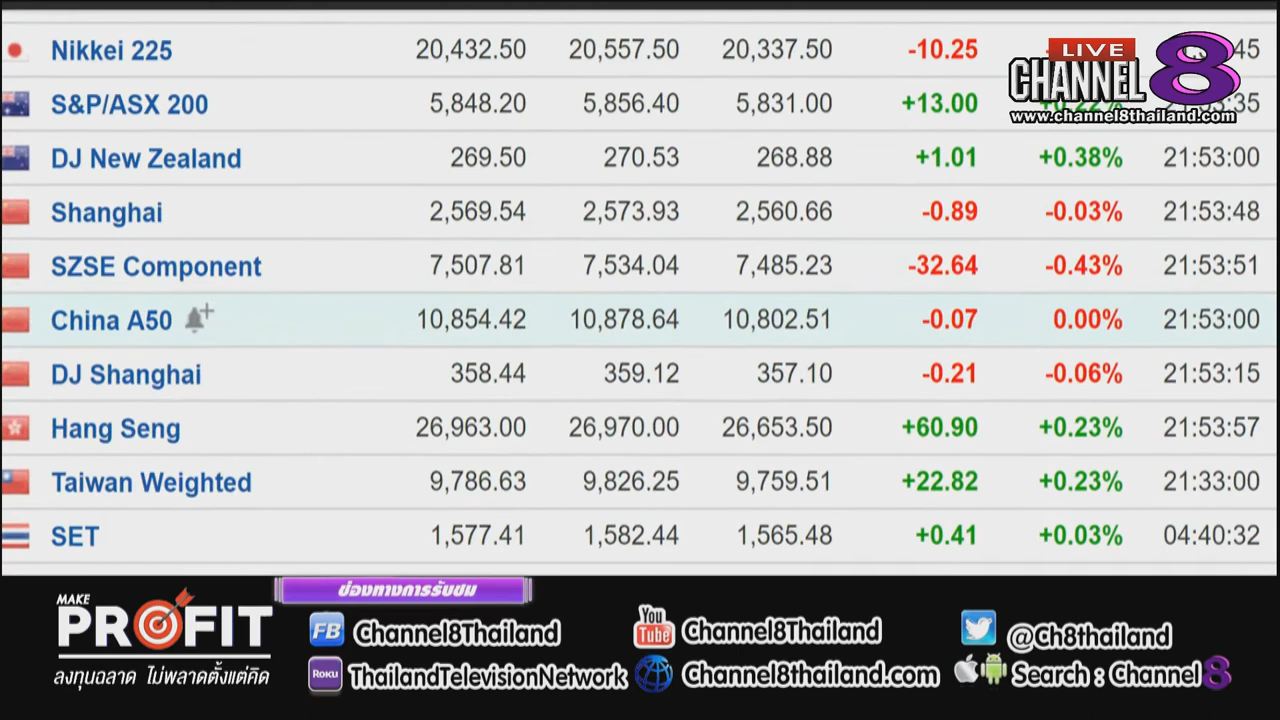 Nikkei 225 20,432.50 20,557.50 20,337.50 -10.25
LIVE
CHANNEL 8
www.channel8thailand.com
S&P/ASX 200 5,848.20 5,856.40 5,831.00 +13.00
DJ New Zealand 269.50 270.53 268.88 +1.01 +0.38% 21:53:00
Shanghai 2,569.54 2,573.93 2,560.66 -0.89 -0.03% 21:53:48
SZSE Component 7,507.81 7,534.04 7,485.23 -32.64 -0.43% 21:53:51
China A50 10,854.42 10,878.64 10,802.51 -0.07 0.00% 21:53:00
DJ Shanghai 358.44 359.12 357.10 -0.21 -0.06% 21:53:15
Hang Seng 26,963.00 26,970.00 26,653.50 +60.90 +0.23% 21:53:57
Taiwan Weighted 9,786.63 9,826.25 9,759.51 +22.82 +0.23% 21:33:00
SET 1,577.41 1,582.44 1,565.48 +0.41 +0.03% 04:40:32
MAKE
PROFIT
ลงทุนฉลาด ไม่พลาดตั้งแต่คิด
ช่องทางการรับชม
FB Channel8Thailand
You Tube Channel8Thailand
@Ch8thailand
ROKU ThailandTelevisionNetwork
Channel8thailand.com
Search : Channel 8